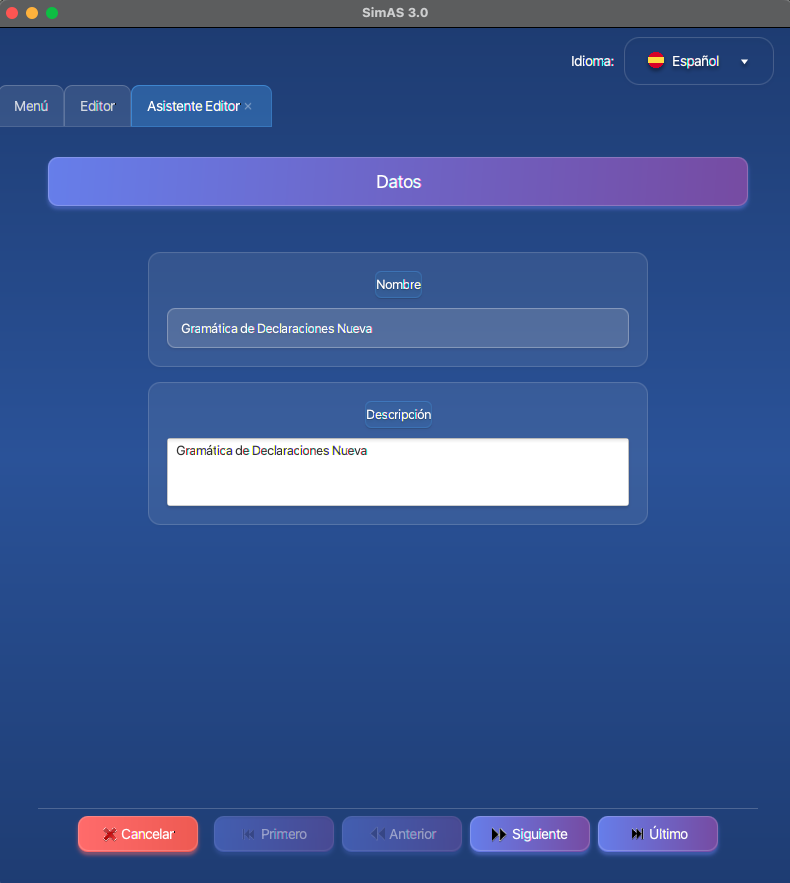 SimAS 3.0
Idioma: Español
Menú Editor Asistente Editor ×
Datos
Nombre
Gramática de Declaraciones Nueva
Descripción
Gramática de Declaraciones Nueva
Cancelar Primero Anterior Siguiente Último